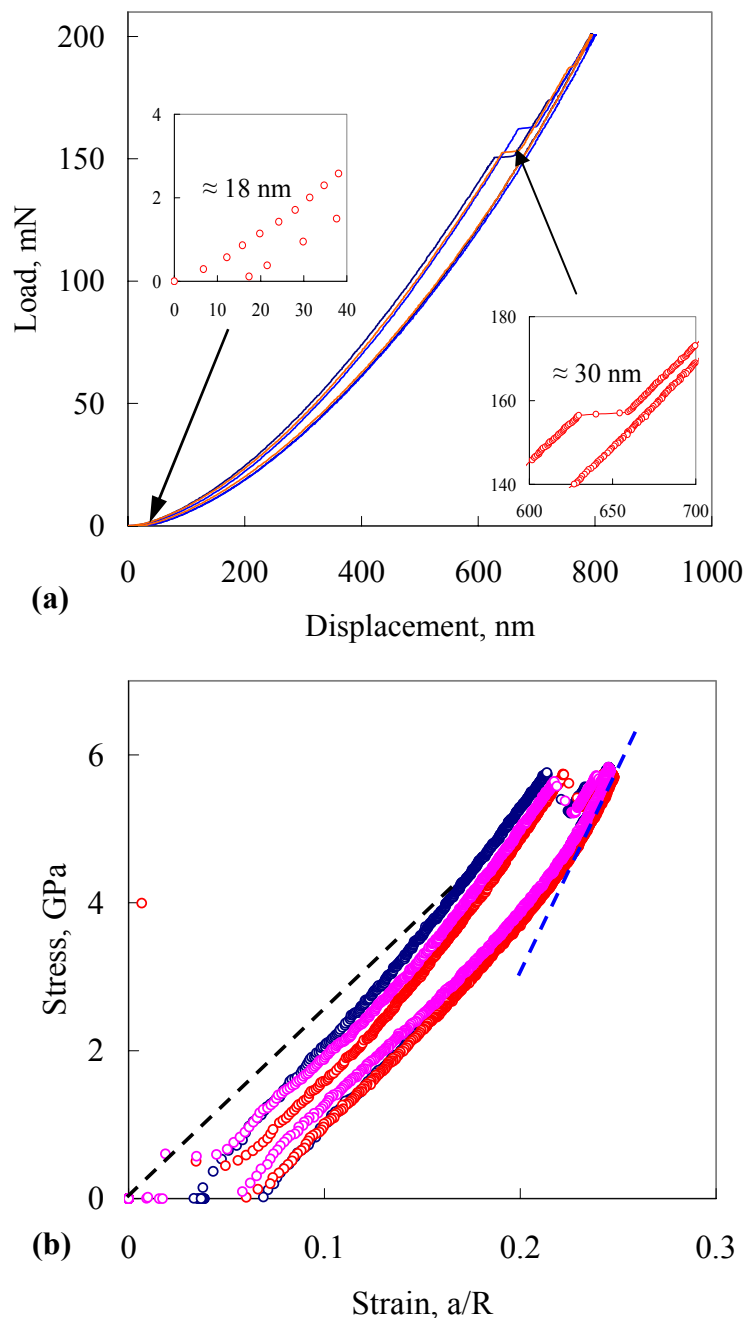 200
150
100
50
0
Load, mN
4
2
0
≈ 18 nm
0 10 20 30 40
180
160
140
≈ 30 nm
600 650 700
0 200 400 600 800 1000
(a)
Displacement, nm
6
4
2
0
Stress, GPa
0 0.1 0.2 0.3
(b)
Strain, a/R